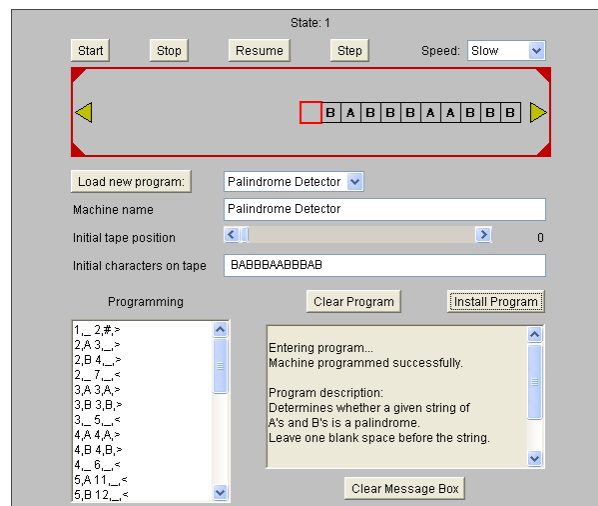 State: 1
Start Stop Resume Step Speed: Slow
B A B B B A A B B B
Load new program: Palindrome Detector
Machine name Palindrome Detector
Initial tape position 0
Initial characters on tape BABBBAABBBAB
Programming Clear Program Install Program
1,_ 2,#,>
2,A 3,_,>
2,B 4,_,>
2,_ 7,_,<
3,A 3,A,>
3,B 3,B,>
3,_ 5,_,<
4,A 4,A,>
4,B 4,B,>
4,_ 6,_,<
5,A 11,_,<
5,B 12,_,<
Entering program...
Machine programmed successfully.
Program description:
Determines whether a given string of
A's and B's is a palindrome.
Leave one blank space before the string.
Clear Message Box